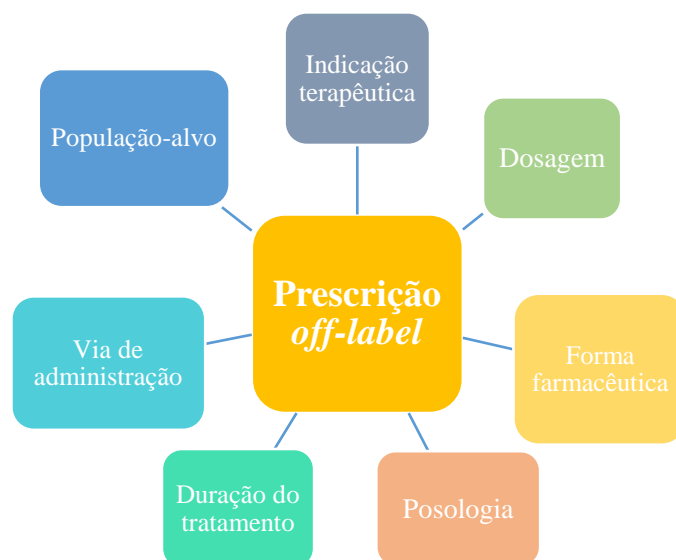 Indicação
terapêutica
População-alvo
Dosagem
Prescrição
off-label
Via de
administração
Forma
farmacêutica
Duração do
tratamento
Posologia